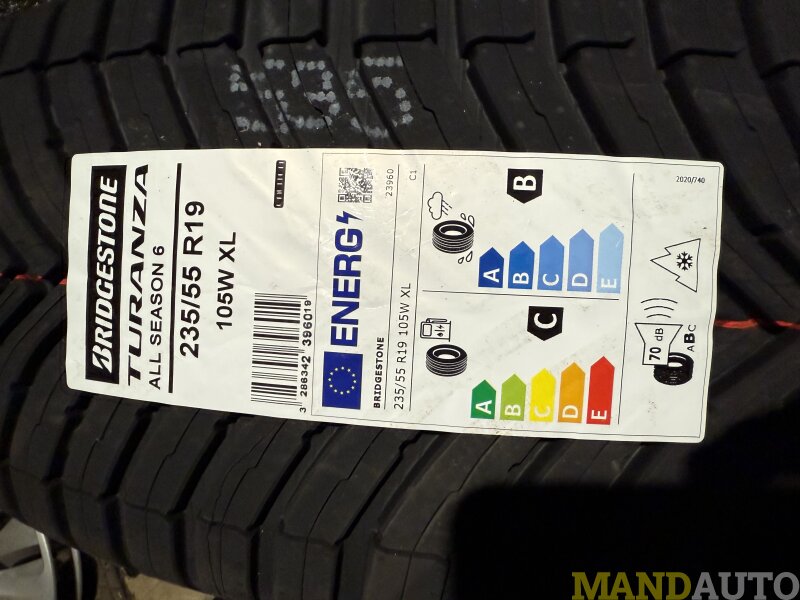 BRIDGESTONE
TURANZA
ALL SEASON 6
235/55 R19
105W XL
3 286342 396019
ENERG
23960
BRIDGESTONE
235/55 R19 105W XL
C1
B
A
B
C
D
E
C
A
B
C
D
E
2020/740
70 dB
ABC
MANDAUTO